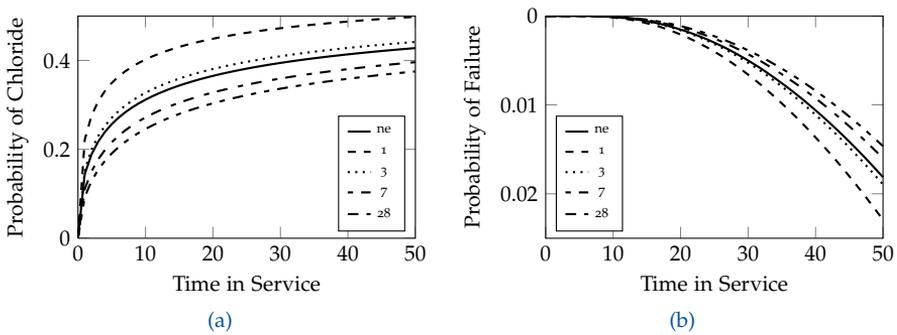 Probability of Chloride
0.4
0.2
0
0 10 20 30 40 50
Time in Service
ne
1
3
7
28
(a)
Probability of Failure
0
0.01
0.02
0 10 20 30 40 50
Time in Service
ne
1
3
7
28
(b)